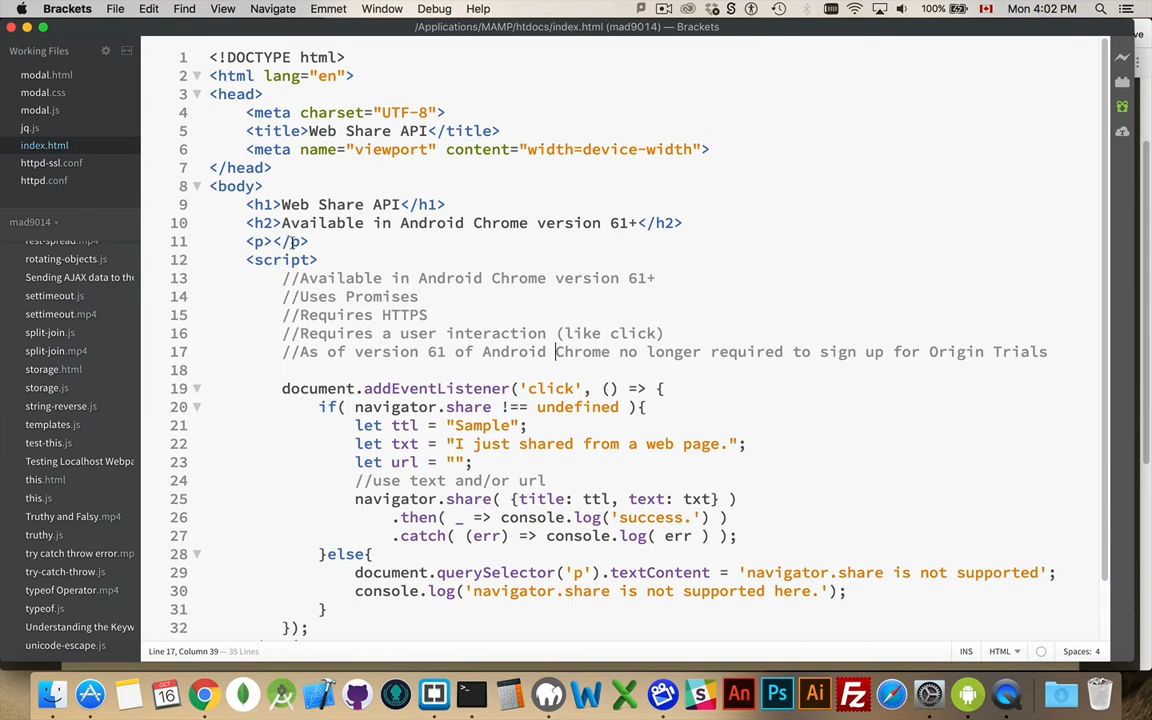 Brackets File Edit Find View Navigate Emmet Window Debug Help 100% Mon 4:02 PM
/Applications/MAMP/htdocs/index.html (mad9014) — Brackets
Working Files
modal.html
modal.css
modal.js
jq.js
index.html
httpd-ssl.conf
httpd.conf
mad9014
rest-spread.mp4
rotating-objects.js
Sending AJAX data to the
settimeout.js
settimeout.mp4
split-join.js
split-join.mp4
storage.html
storage.js
string-reverse.js
templates.js
test-this.js
Testing Localhost Webpa
this.html
this.js
Truthy and Falsy.mp4
truthy.js
try catch throw error.mp
try-catch-throw.js
typeof Operator.mp4
typeof.js
Understanding the Keyw
unicode-escape.js
1 <!DOCTYPE html>
2 <html lang="en">
3 <head>
4 <meta charset="UTF-8">
5 <title>Web Share API</title>
6 <meta name="viewport" content="width=device-width">
7 </head>
8 <body>
9 <h1>Web Share API</h1>
10 <h2>Available in Android Chrome version 61+</h2>
11 <p></p>
12 <script>
13 //Available in Android Chrome version 61+
14 //Uses Promises
15 //Requires HTTPS
16 //Requires a user interaction (like click)
17 //As of version 61 of Android Chrome no longer required to sign up for Origin Trials
18
19 document.addEventListener('click', () => {
20 if( navigator.share !== undefined ){
21 let ttl = "Sample";
22 let txt = "I just shared from a web page.";
23 let url = "";
24 //use text and/or url
25 navigator.share( {title: ttl, text: txt} )
26 .then( _ => console.log('success.') )
27 .catch( (err) => console.log( err ) );
28 }else{
29 document.querySelector('p').textContent = 'navigator.share is not supported';
30 console.log('navigator.share is not supported here.');
31 }
32 });
Line 17, Column 39 — 35 Lines INS HTML Spaces: 4
OCT 16 W X S An Ps Ai Fz